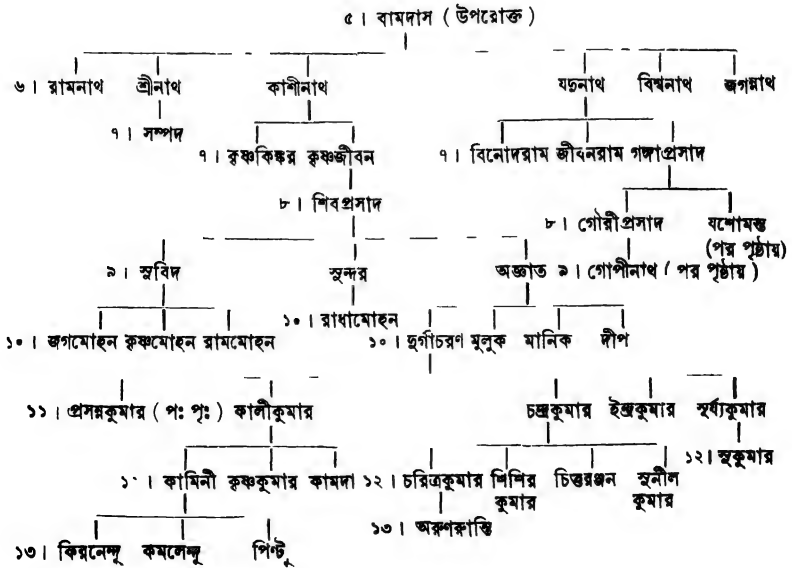 ৫। বামদাস ( উপরোক্ত )
৬। রামনাথ শ্রীনাথ কাশীনাথ যদুনাথ বিশ্বনাথ জগন্নাথ
৭। সম্পদ
৭। কৃষ্ণকিঙ্কর কৃষ্ণজীবন ৭। বিনোদরাম জীবনরাম গঙ্গাপ্রসাদ
৮। শিবপ্রসাদ ৮। গৌরীপ্রসাদ যশোমন্ত
(পর পৃষ্ঠায়)
৯। সুবিদ সুন্দর অজ্ঞাত ৯। গোপীনাথ ( পর পৃষ্ঠায় )
১০। রাধামোহন
১০। জগমোহন কৃষ্ণমোহন রামমোহন ১০। দুর্গাচরণ মুলুক মানিক দীপ
১১। প্রসন্নকুমার ( পঃ পৃঃ ) কালীকুমার চন্দ্রকুমার ইন্দ্রকুমার সূর্য্যকুমার
১২। সুকুমার
১২। কামিনী কৃষ্ণকুমার কামদা ১২। চরিত্রকুমার শিশির চিত্তরঞ্জন সুনীল
কুমার কুমার
১৩। অরুণকান্তি
১৩। কিরনেন্দু কমলেন্দু পিন্টু